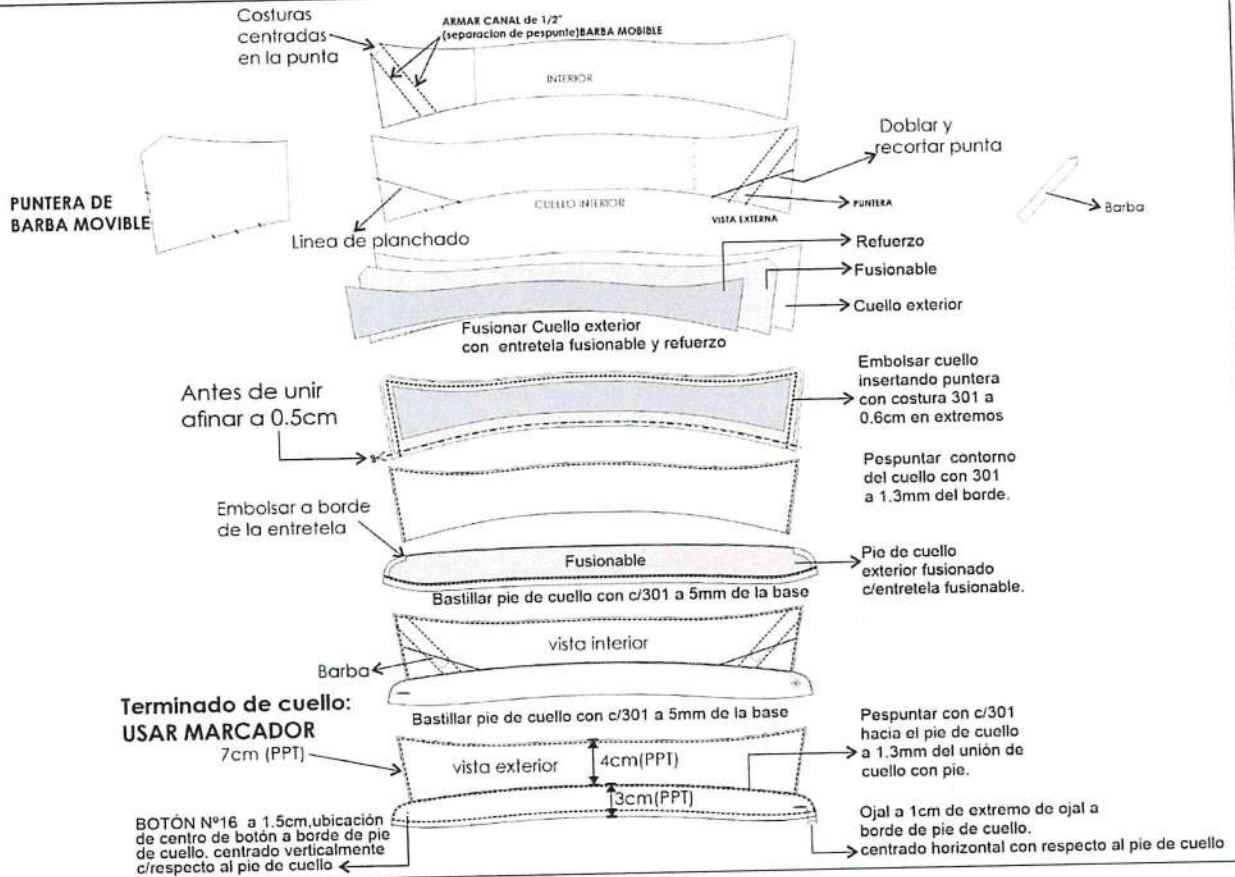 Costuras
centradas
en la punta
ARMAR CANAL de 1/2"
(separacion de pespunte)BARBA MOBIBLE
INTERIOR
PUNTERA DE
BARBA MOVIBLE
Doblar y
recortar punta
CUELLO INTERIOR
VISTA EXTERNA
PUNTERA
Barba
Linea de planchado
Refuerzo
Fusionable
Cuello exterior
Fusionar Cuello exterior
con entretela fusionable y refuerzo
Antes de unir
afinar a 0.5cm
Embolsar cuello
insertando puntera
con costura 301 a
0.6cm en extremos
Pespuntar contorno
del cuello con 301
a 1.3mm del borde.
Embolsar a borde
de la entretela
Fusionable
Pie de cuello
exterior fusionado
c/entretela fusionable.
Bastillar pie de cuello con c/301 a 5mm de la base
vista interior
Barba
Bastillar pie de cuello con c/301 a 5mm de la base
Terminado de cuello:
USAR MARCADOR
7cm (PPT)
vista exterior
4cm(PPT)
3cm(PPT)
Pespuntar con c/301
hacia el pie de cuello
a 1.3mm del unión de
cuello con pie.
BOTÓN Nº16 a 1.5cm,ubicación
de centro de botón a borde de pie
de cuello. centrado verticalmente
c/respecto al pie de cuello
Ojal a 1cm de extremo de ojal a
borde de pie de cuello.
centrado horizontal con respecto al pie de cuello